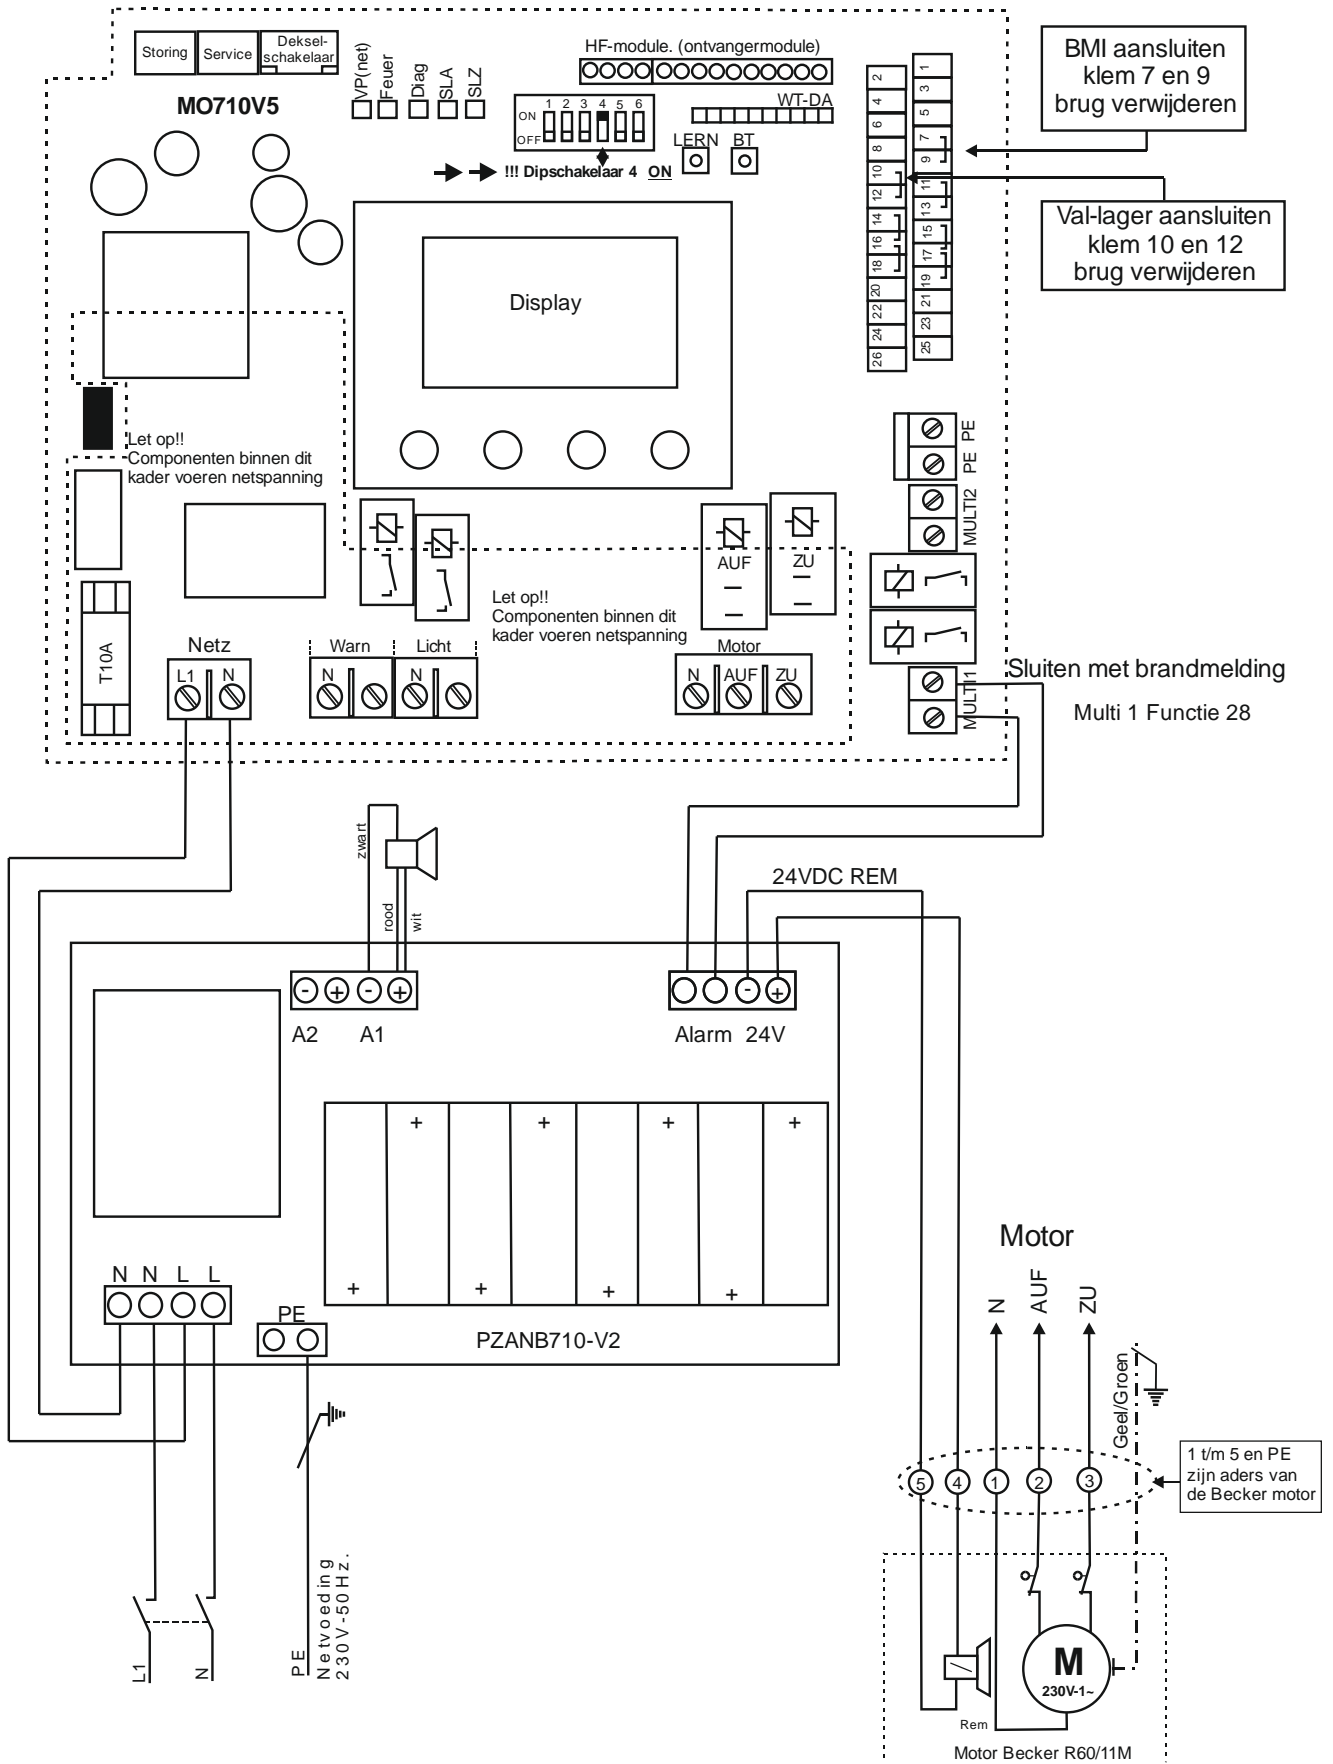 Storing
Service
Deksel-
schakelaar
MO710V5
VP(net)
Feuer
Diag
SLA
SLZ
HF-module. (ontvangermodule)
ON
OFF
1 2 3 4 5 6
WT-DA
LERN
BT
!!! Dipschakelaar 4 ON
2
4
6
8
10
12
14
16
18
20
22
24
26
1
3
5
7
9
11
13
15
17
19
21
23
25
BMI aansluiten
klem 7 en 9
brug verwijderen
Val-lager aansluiten
klem 10 en 12
brug verwijderen
Display
Let op!!
Componenten binnen dit
kader voeren netspanning
PE
PE
MULTI2
AUF
ZU
Let op!!
Componenten binnen dit
kader voeren netspanning
T10A
Netz
L1 N
Warn
N
Licht
N
Motor
N AUF ZU
MULTI1
Sluiten met brandmelding
Multi 1 Functie 28
zwart
rood
wit
24VDC REM
- + - +
A2 A1
- +
Alarm 24V
+ + + +
+ + + +
N N L L
PE
PZANB710-V2
Motor
N
AUF
ZU
Geel/Groen
1 t/m 5 en PE
zijn aders van
de Becker motor
5 4 1 2 3
L1
N
PE
Netvoeding
230V-50Hz.
M
230V-1~
Rem
Motor Becker R60/11M